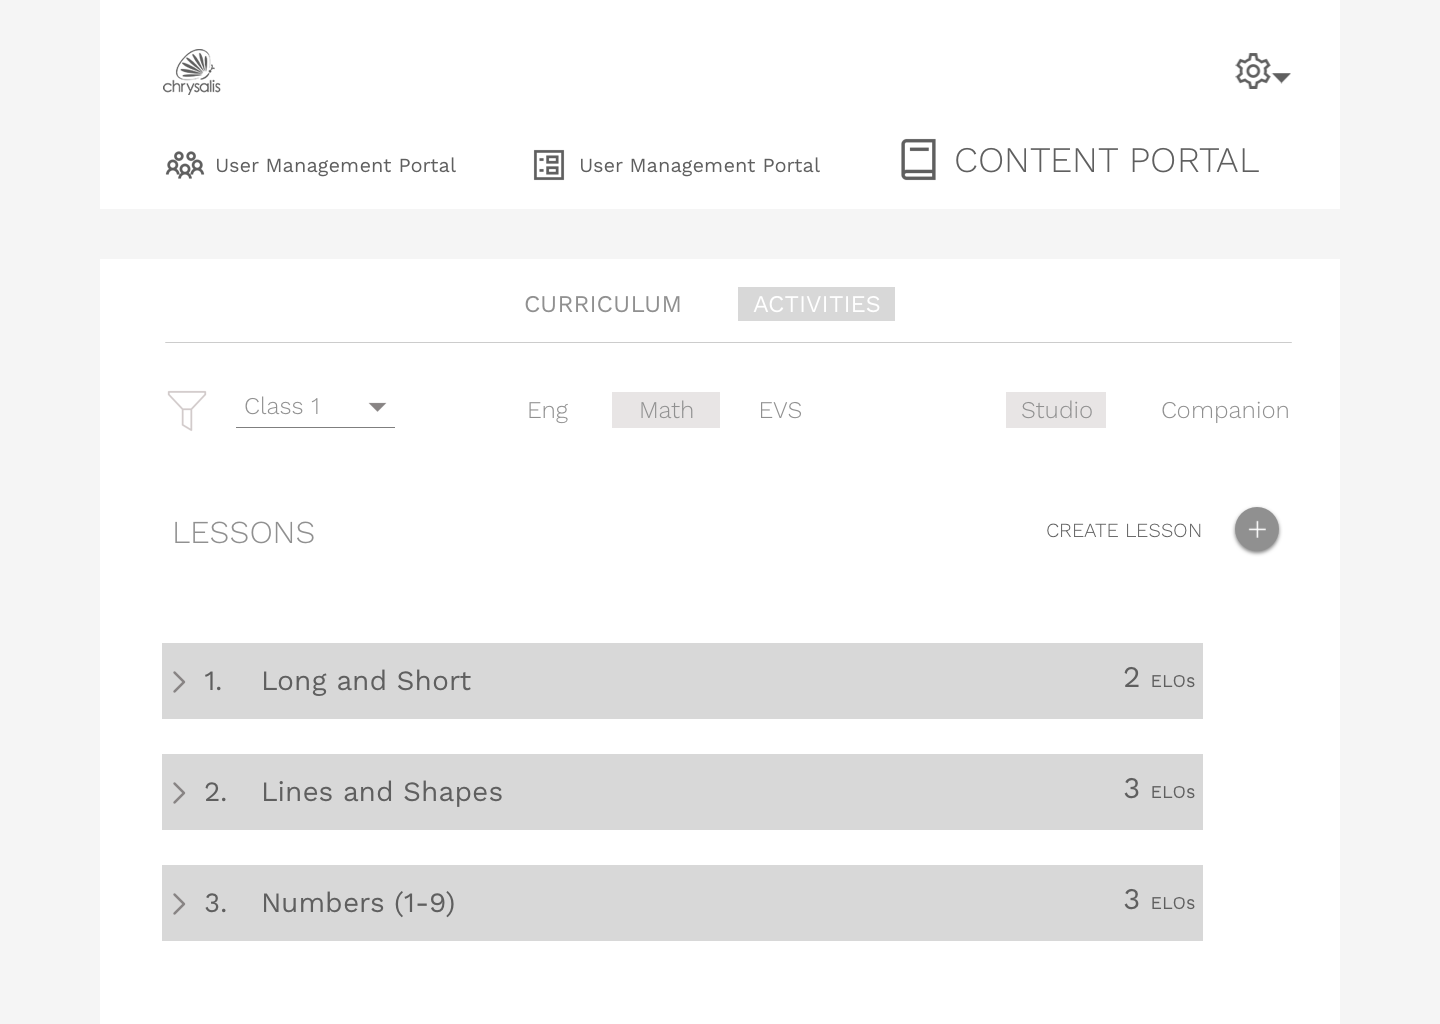 chrysalis
User Management Portal
User Management Portal
CONTENT PORTAL
CURRICULUM
ACTIVITIES
Class 1
Eng
Math
EVS
Studio
Companion
LESSONS
CREATE LESSON
1. Long and Short 2 ELOs
2. Lines and Shapes 3 ELOs
3. Numbers (1-9) 3 ELOs